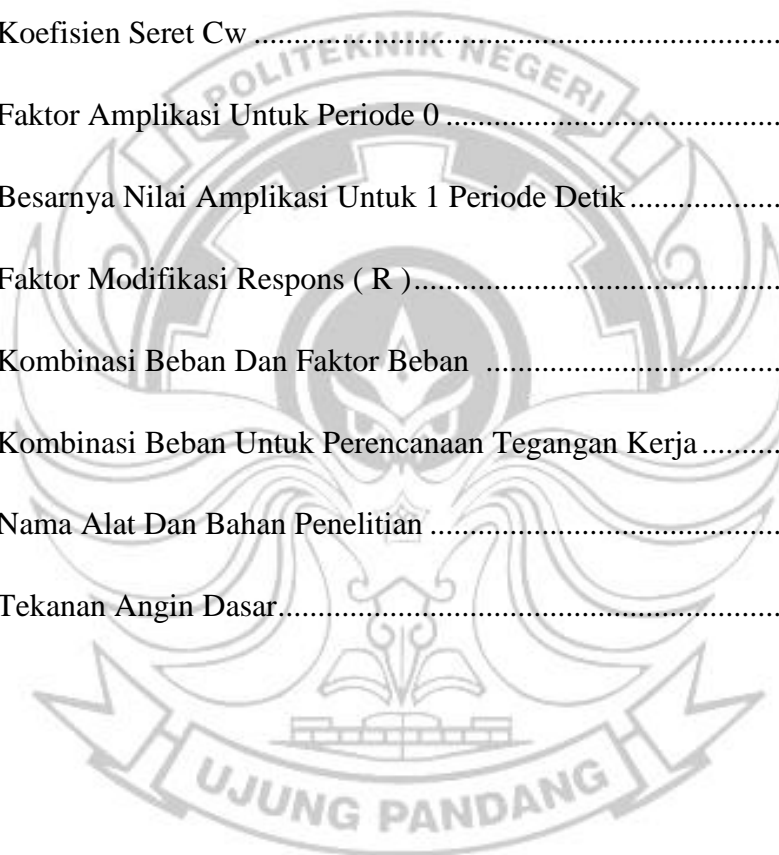 Koefisien Seret Cw ..................................................................
POLITEKNIK NEGERI
Faktor Amplikasi Untuk Periode 0 ..........................................
Besarnya Nilai Amplikasi Untuk 1 Periode Detik ...................
Faktor Modifikasi Respons ( R )..............................................
Kombinasi Beban Dan Faktor Beban .....................................
Kombinasi Beban Untuk Perencanaan Tegangan Kerja ..........
Nama Alat Dan Bahan Penelitian ............................................
Tekanan Angin Dasar...............................................................
UJUNG PANDANG